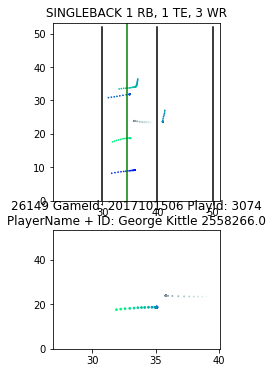 SINGLEBACK 1 RB, 1 TE, 3 WR
50
40
30
20
10
0
30 40 50
26149 GameId: 2017101506 PlayId: 3074
PlayerName + ID: George Kittle 2558266.0
40
20
0
30 35 40